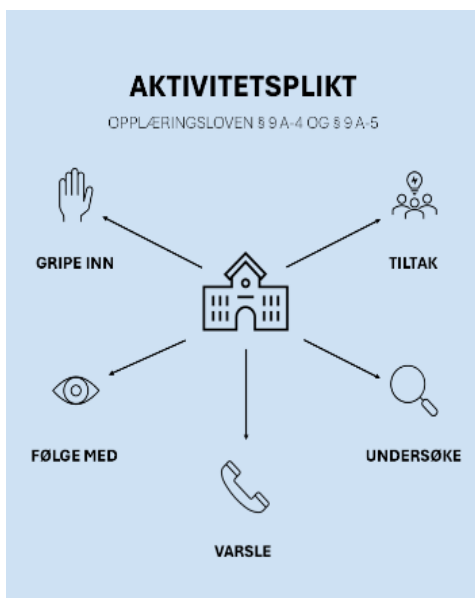 AKTIVITETSPLIKT
OPPLÆRINGSLOVEN § 9 A-4 OG § 9 A-5
GRIPE INN
TILTAK
FØLGE MED
UNDERSØKE
VARSLE